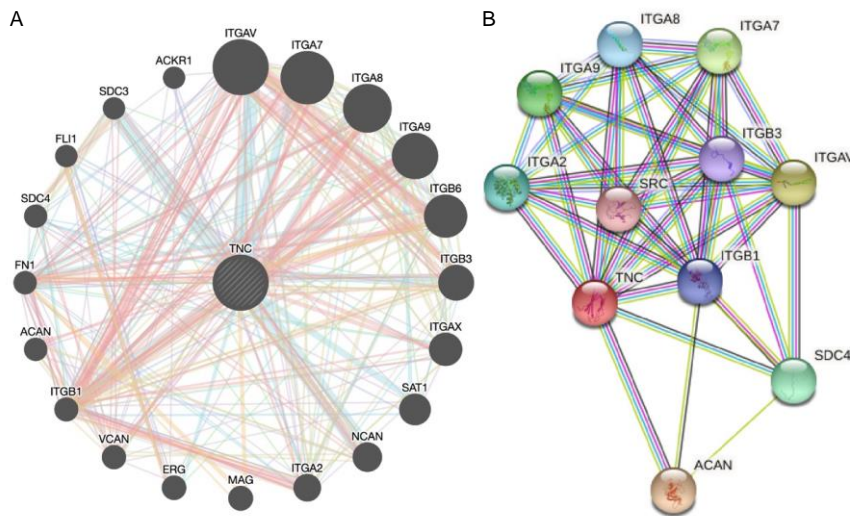 A
ITGAV
ITGA7
ITGA8
ITGA9
ITGB6
ITGB3
ITGAX
SAT1
NCAN
ITGA2
MAG
ERG
VCAN
ITGB1
ACAN
FN1
SDC4
FLI1
SDC3
ACKR1
TNC
B
ITGA8
ITGA7
ITGA9
ITGB3
ITGAV
ITGA2
SRC
ITGB1
TNC
SDC4
ACAN